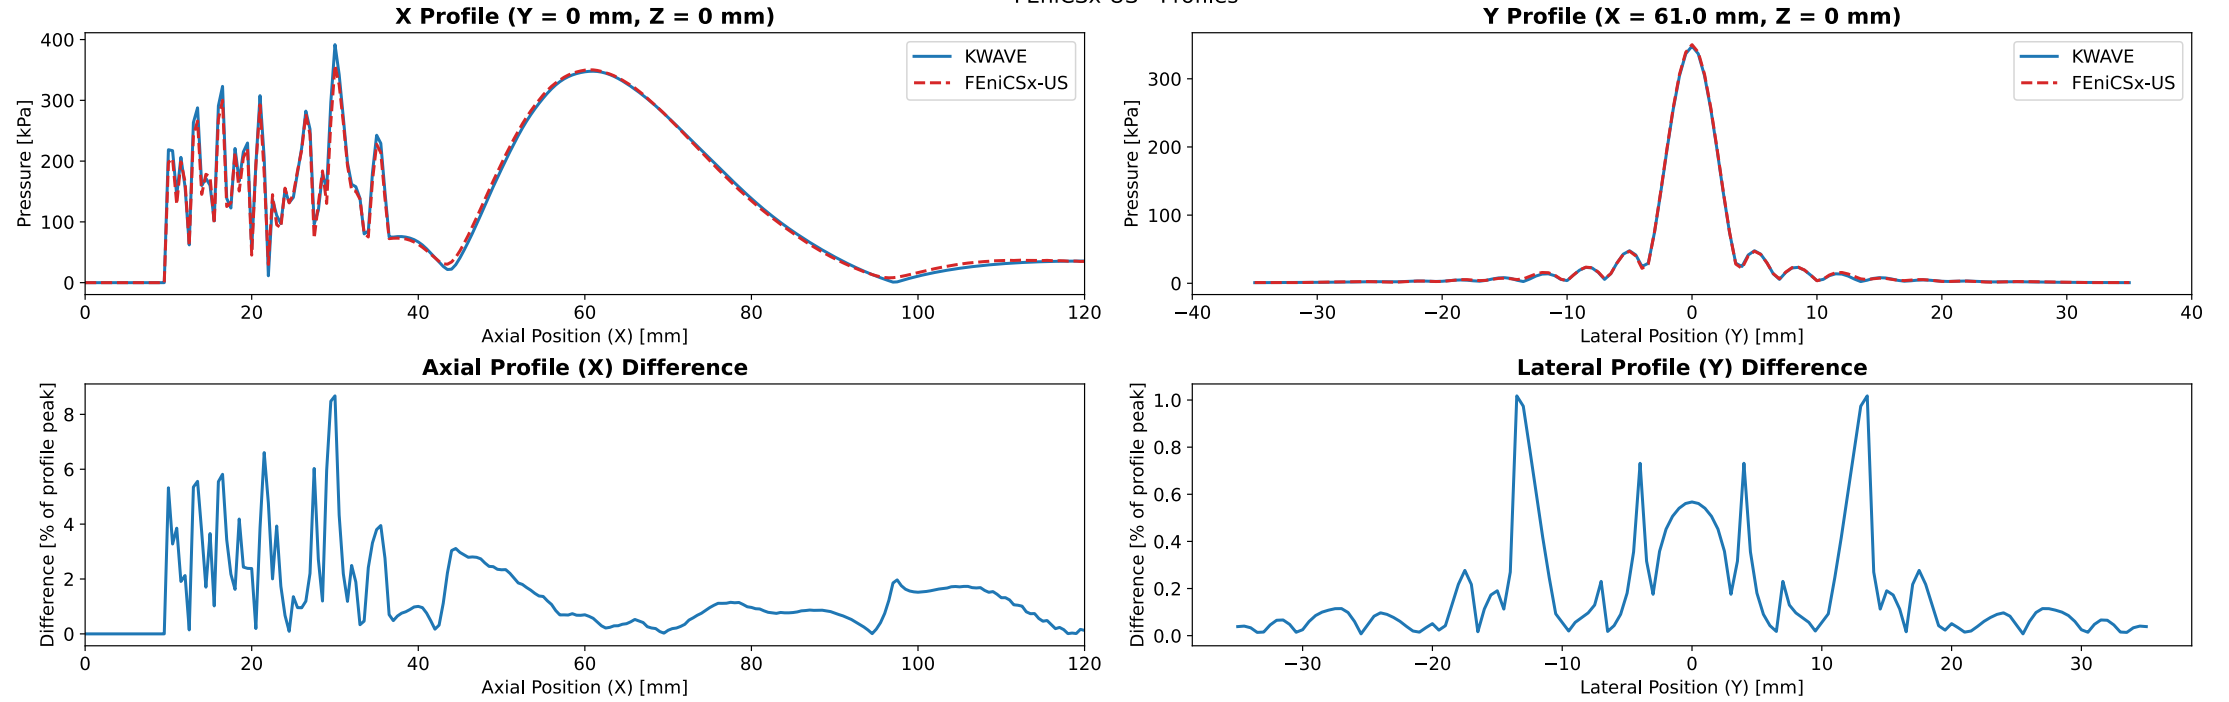 X Profile (Y = 0 mm, Z = 0 mm)
400
300
200
100
0
Pressure [kPa]
KWAVE
FEniCSx-US
0 20 40 60 80 100 120
Axial Position (X) [mm]
Y Profile (X = 61.0 mm, Z = 0 mm)
300
200
100
0
Pressure [kPa]
KWAVE
FEniCSx-US
−40 −30 −20 −10 0 10 20 30 40
Lateral Position (Y) [mm]
Axial Profile (X) Difference
8
6
4
2
0
Difference [% of profile peak]
0 20 40 60 80 100 120
Axial Position (X) [mm]
Lateral Profile (Y) Difference
1.0
0.8
0.6
0.4
0.2
0.0
Difference [% of profile peak]
−30 −20 −10 0 10 20 30
Lateral Position (Y) [mm]